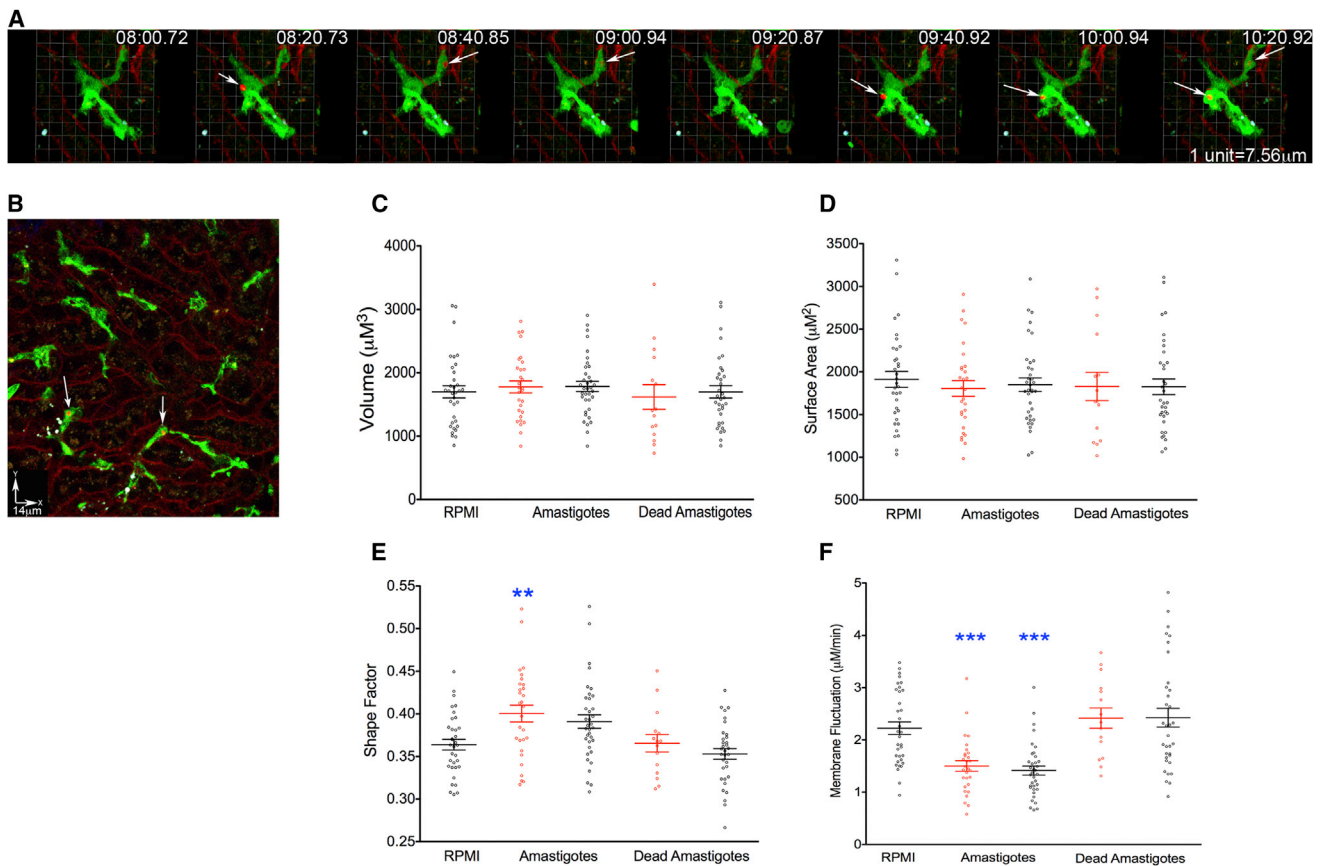 A
08:00.72 08:20.73 08:40.85 09:00.94 09:20.87 09:40.92 10:00.94 10:20.92
1 unit=7.56µm
B
Y
X
14µm
C
Volume (µM³)
4000
3000
2000
1000
0
RPMI Amastigotes Dead Amastigotes
D
Surface Area (µM²)
3500
3000
2500
2000
1500
1000
500
RPMI Amastigotes Dead Amastigotes
E
Shape Factor
0.55
0.50
0.45
0.40
0.35
0.30
0.25
**
RPMI Amastigotes Dead Amastigotes
F
Membrane Fluctuation (µM/min)
5
4
3
2
1
0
*** ***
RPMI Amastigotes Dead Amastigotes